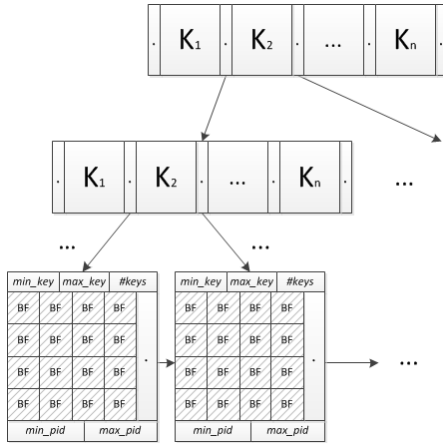 . K1 . K2 . ... . Kn .
. K1 . K2 . ... . Kn . ...
... ...
min_key max_key #keys min_key max_key #keys
BF BF BF BF BF BF BF BF
BF BF BF BF BF BF BF BF
. . ...
BF BF BF BF BF BF BF BF
BF BF BF BF BF BF BF BF
min_pid max_pid min_pid max_pid